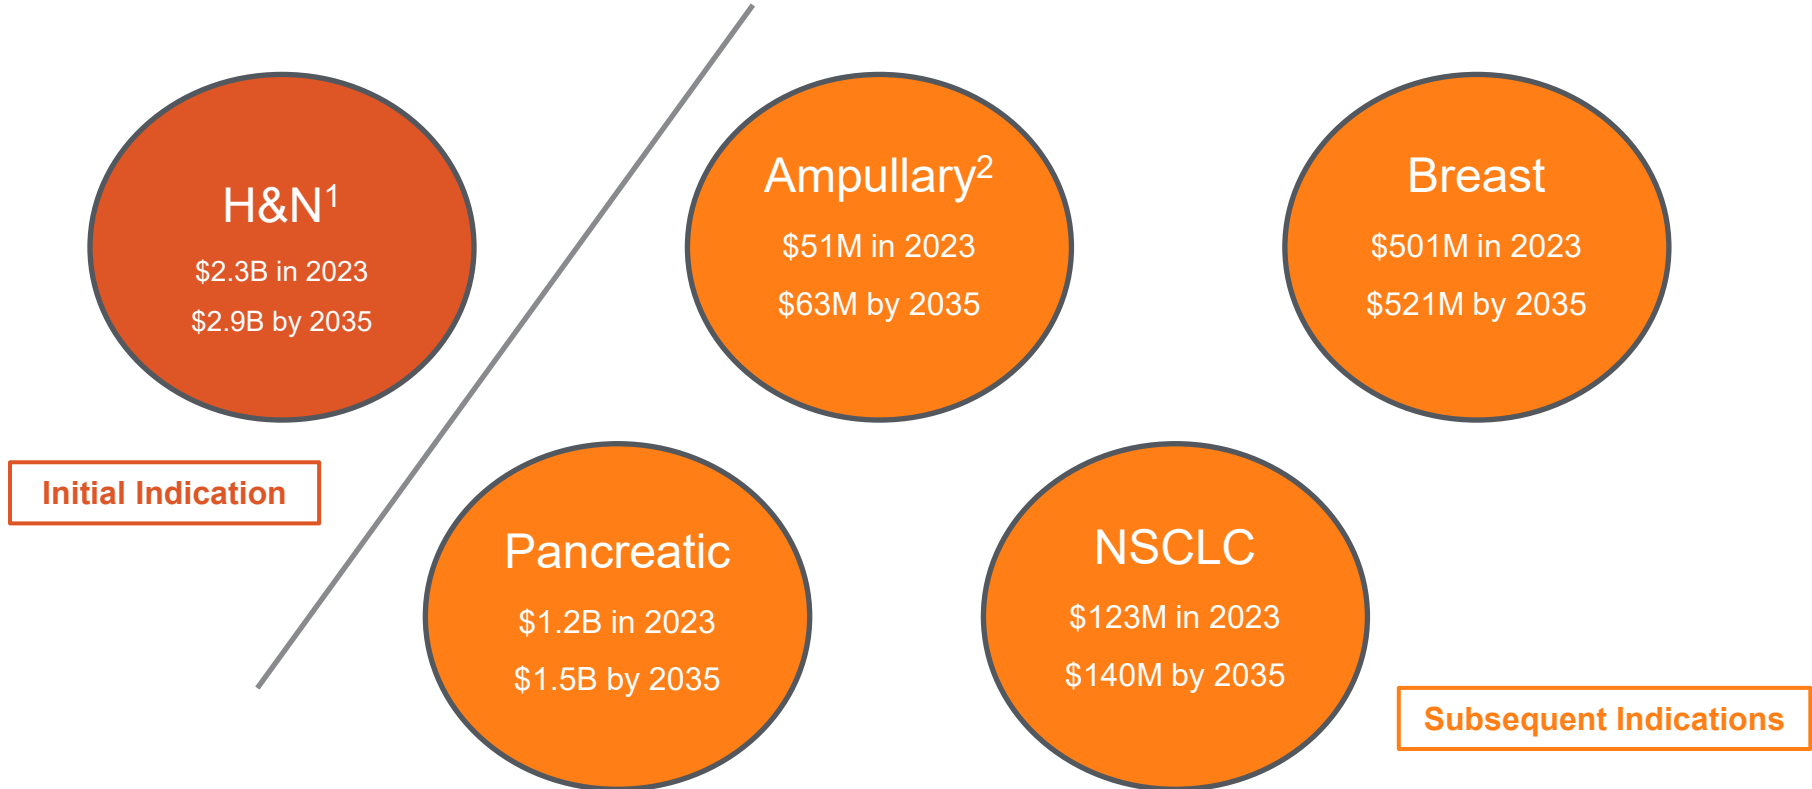 H&N¹
$2.3B in 2023
$2.9B by 2035
Initial Indication
Ampullary²
$51M in 2023
$63M by 2035
Breast
$501M in 2023
$521M by 2035
Pancreatic
$1.2B in 2023
$1.5B by 2035
NSCLC
$123M in 2023
$140M by 2035
Subsequent Indications